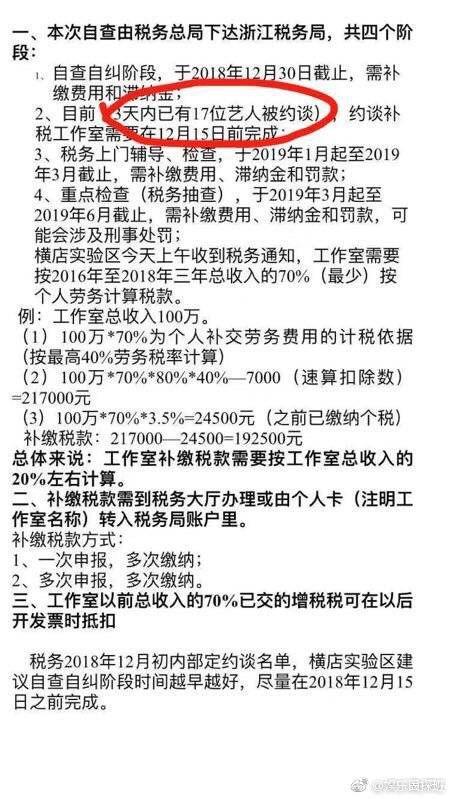 一、本次自查由税务总局下达浙江税务局，共四个阶
段：
1、自查自纠阶段，于2018年12月30日截止，需补
缴费用和滞纳金；
2、目前（3天内已有17位艺人被约谈），约谈补
税工作室需要在12月15日前完成；
3、税务上门辅导、检查，于2019年1月起至2019
年3月截止，需补缴费用、滞纳金和罚款；
4、重点检查（税务抽查），于2019年3月起至
2019年6月截止，需补缴费用、滞纳金和罚款，可
能会涉及刑事处罚；
横店实验区今天上午收到税务通知，工作室需要
按2016年至2018年三年总收入的70%（最少）按
个人劳务计算税款。
例：工作室总收入100万。
（1）100万*70%为个人补交劳务费用的计税依据
（按最高40%劳务税率计算）
（2）100万*70%*80%*40%—7000（速算扣除数）
=217000元
（3）100万*70%*3.5%=24500元（之前已缴纳个税）
补缴税款：217000—24500=192500元
总体来说：工作室补缴税款需要按工作室总收入的
20%左右计算。
二、补缴税款需到税务大厅办理或由个人卡（注明工
作室名称）转入税务局账户里。
补缴税款方式：
1、一次申报，多次缴纳；
2、多次申报，多次缴纳。
三、工作室以前总收入的70%已交的增税税可在以后
开发票时抵扣
税务2018年12月初内部定约谈名单，横店实验区建
议自查自纠阶段时间越早越好，尽量在2018年12月15
日之前完成。